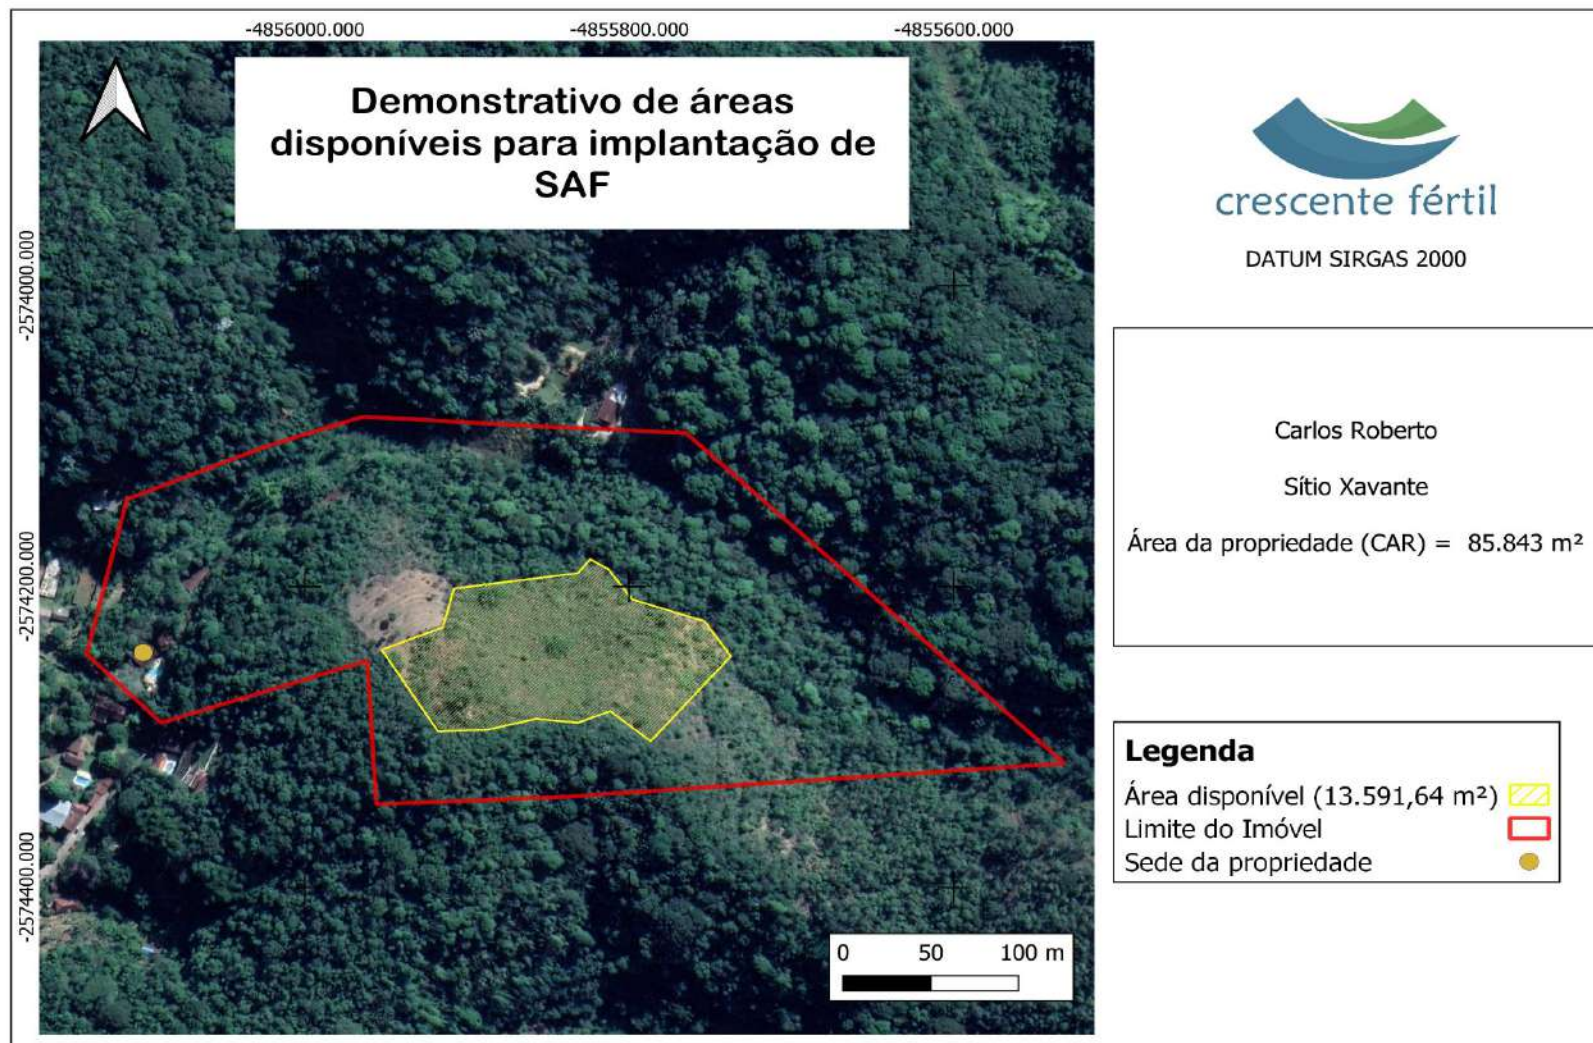 -4856000.000
-4855800.000
-4855600.000
Demonstrativo de áreas
disponíveis para implantação de
SAF
-2574000.000
-2574200.000
-2574400.000
0 50 100 m
crescente fértil
DATUM SIRGAS 2000
Carlos Roberto
Sítio Xavante
Área da propriedade (CAR) = 85.843 m²
Legenda
Área disponível (13.591,64 m²)
Limite do Imóvel
Sede da propriedade